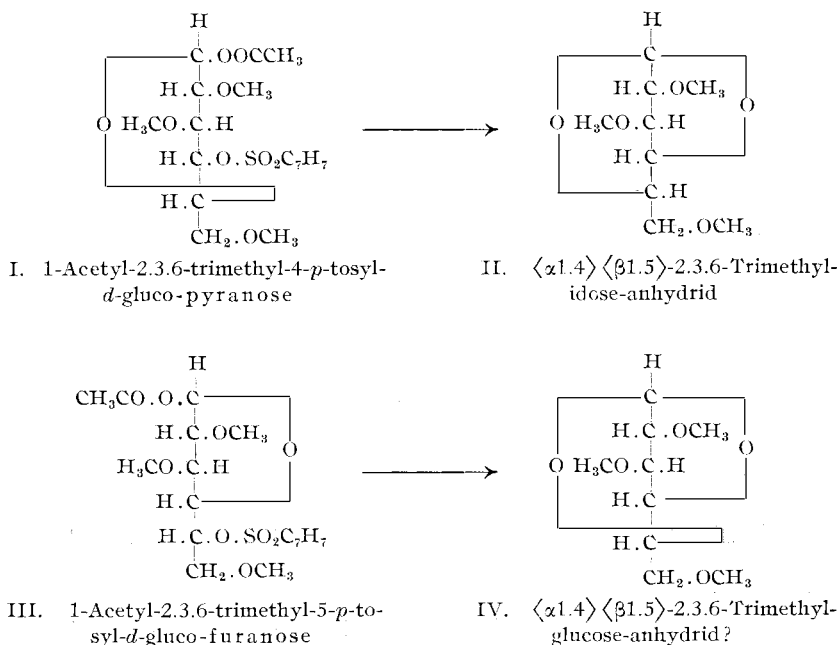 H
C.OOCCH₃
H.C.OCH₃
O H₃CO.C.H
H.C.O.SO₂C₇H₇
H.C
CH₂.OCH₃
I. 1-Acetyl-2.3.6-trimethyl-4-p-tosyl-
d-gluco-pyranose
H
C
H.C.OCH₃
O H₃CO.C.H O
H.C
C.H
CH₂.OCH₃
II. ⟨α1.4⟩⟨β1.5⟩-2.3.6-Trimethyl-
idose-anhydrid
H
CH₃CO.O.C
H.C.OCH₃
H₃CO.C.H O
H.C
H.C.O.SO₂C₇H₇
CH₂.OCH₃
III. 1-Acetyl-2.3.6-trimethyl-5-p-to-
syl-d-gluco-furanose
H
C
H.C.OCH₃
O H₃CO.C.H O
H.C
H.C
CH₂.OCH₃
IV. ⟨α1.4⟩⟨β1.5⟩-2.3.6-Trimethyl-
glucose-anhydrid?